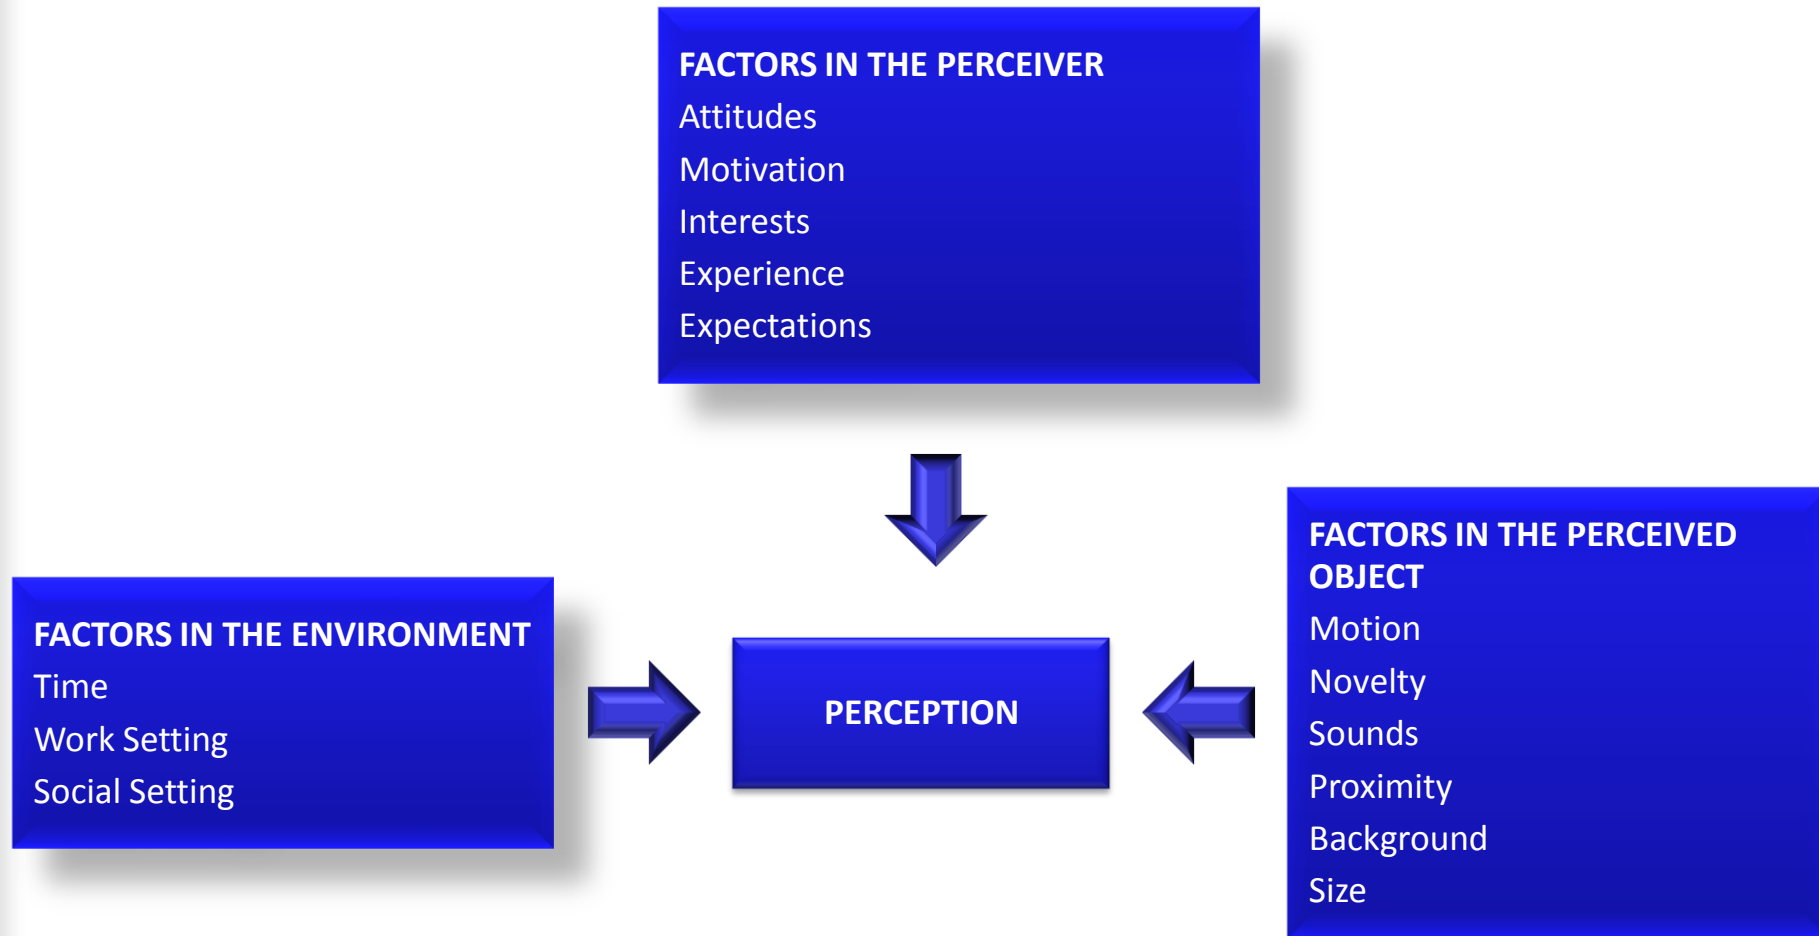 FACTORS IN THE PERCEIVER
Attitudes
Motivation
Interests
Experience
Expectations
FACTORS IN THE ENVIRONMENT
Time
Work Setting
Social Setting
PERCEPTION
FACTORS IN THE PERCEIVED
OBJECT
Motion
Novelty
Sounds
Proximity
Background
Size